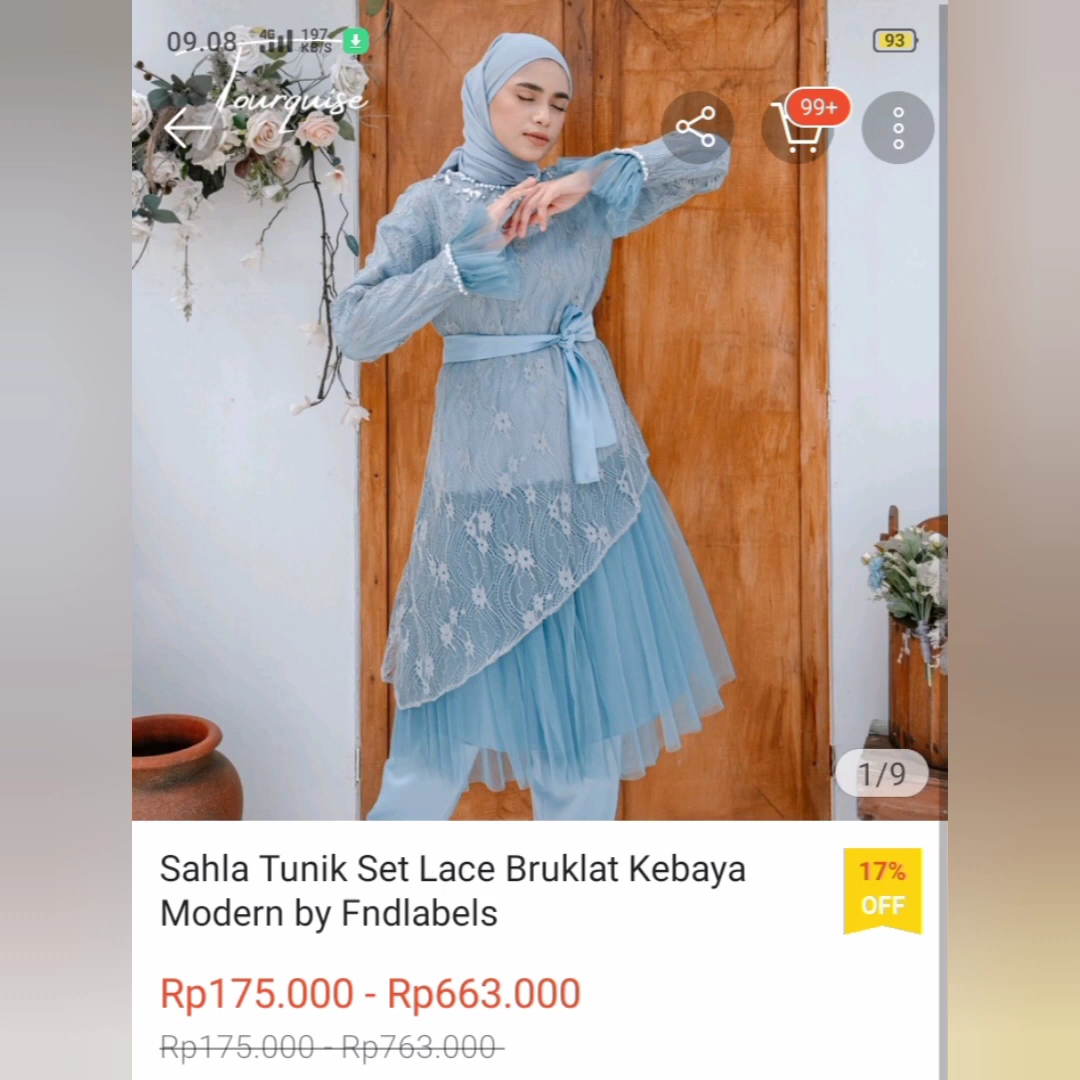 09.08 4G 197 KB/S 93
Tourquise
99+
1/9
Sahla Tunik Set Lace Bruklat Kebaya
Modern by Fndlabels
17%
OFF
Rp175.000 - Rp663.000
Rp175.000 - Rp763.000